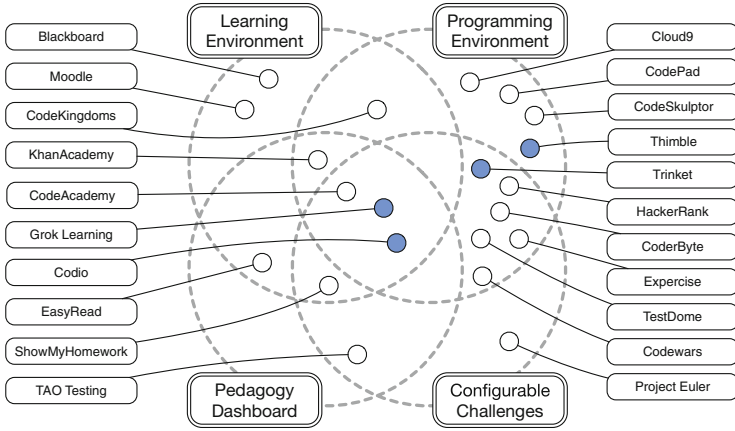 Learning
Environment
Programming
Environment
Blackboard
Moodle
CodeKingdoms
KhanAcademy
CodeAcademy
Grok Learning
Codio
EasyRead
ShowMyHomework
TAO Testing
Cloud9
CodePad
CodeSkulptor
Thimble
Trinket
HackerRank
CoderByte
Expercise
TestDome
Codewars
Project Euler
Pedagogy
Dashboard
Configurable
Challenges